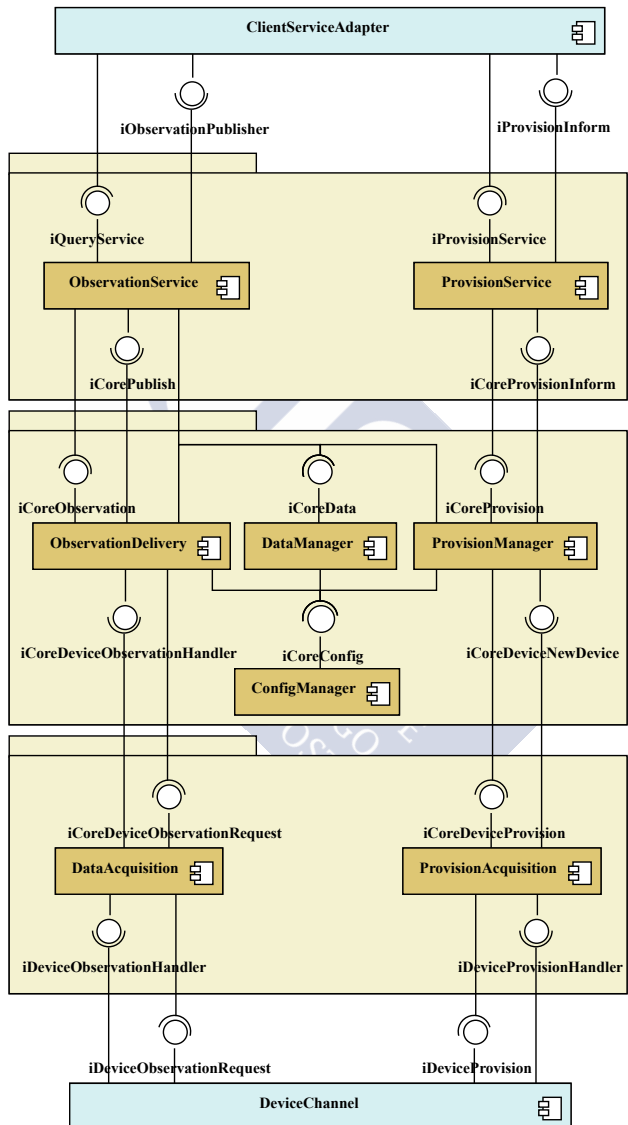 ClientServiceAdapter
iObservationPublisher
iProvisionInform
iQueryService
iProvisionService
ObservationService
ProvisionService
iCorePublish
iCoreProvisionInform
iCoreObservation
iCoreData
iCoreProvision
ObservationDelivery
DataManager
ProvisionManager
iCoreDeviceObservationHandler
iCoreConfig
iCoreDeviceNewDevice
ConfigManager
iCoreDeviceObservationRequest
iCoreDeviceProvision
DataAcquisition
ProvisionAcquisition
iDeviceObservationHandler
iDeviceProvisionHandler
iDeviceObservationRequest
iDeviceProvision
DeviceChannel